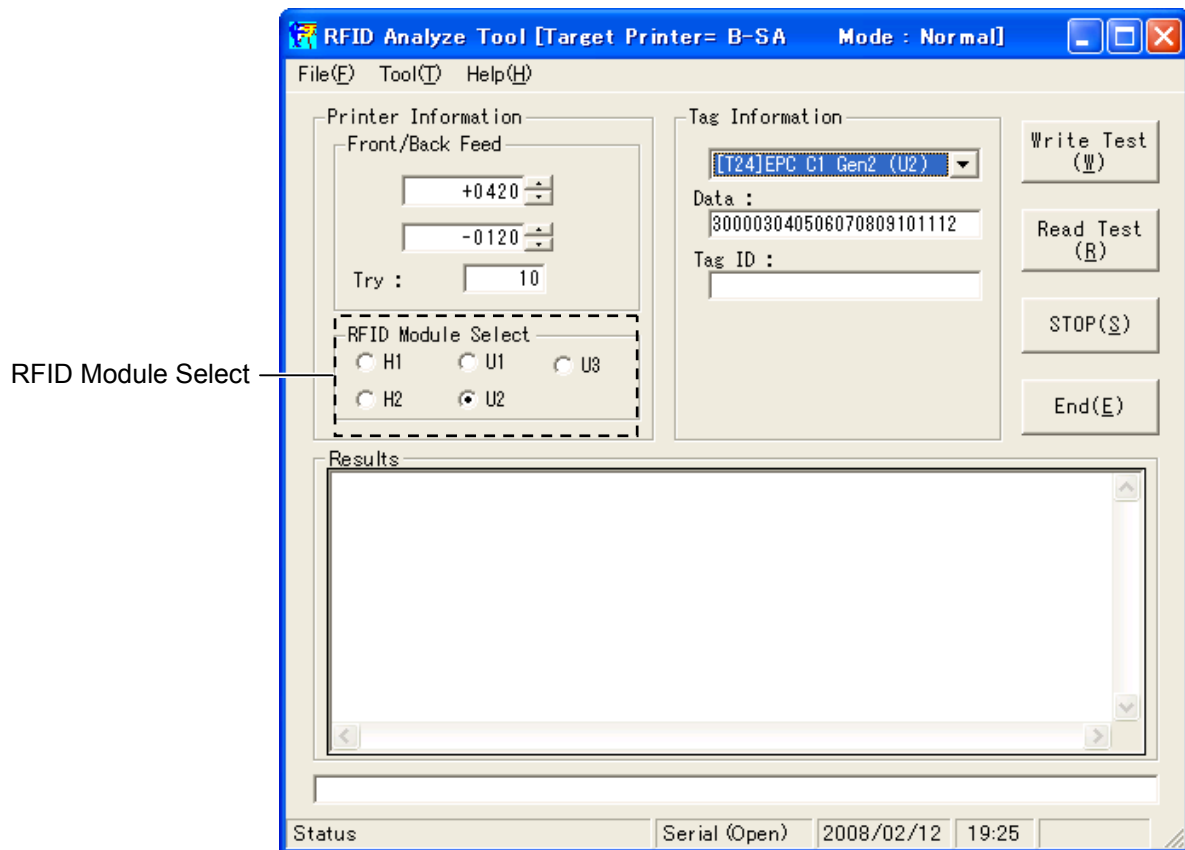 RFID Analyze Tool [Target Printer= B-SA Mode : Normal]
File(F) Tool(T) Help(H)
Printer Information
Front/Back Feed
+0420
-0120
Try : 10
RFID Module Select
RFID Module Select
H1 U1 U3
H2 U2
Tag Information
[T24]EPC C1 Gen2 (U2)
Data :
300003040506070809101112
Tag ID :
Write Test
(W)
Read Test
(R)
STOP(S)
End(E)
Results
Status Serial (Open) 2008/02/12 19:25